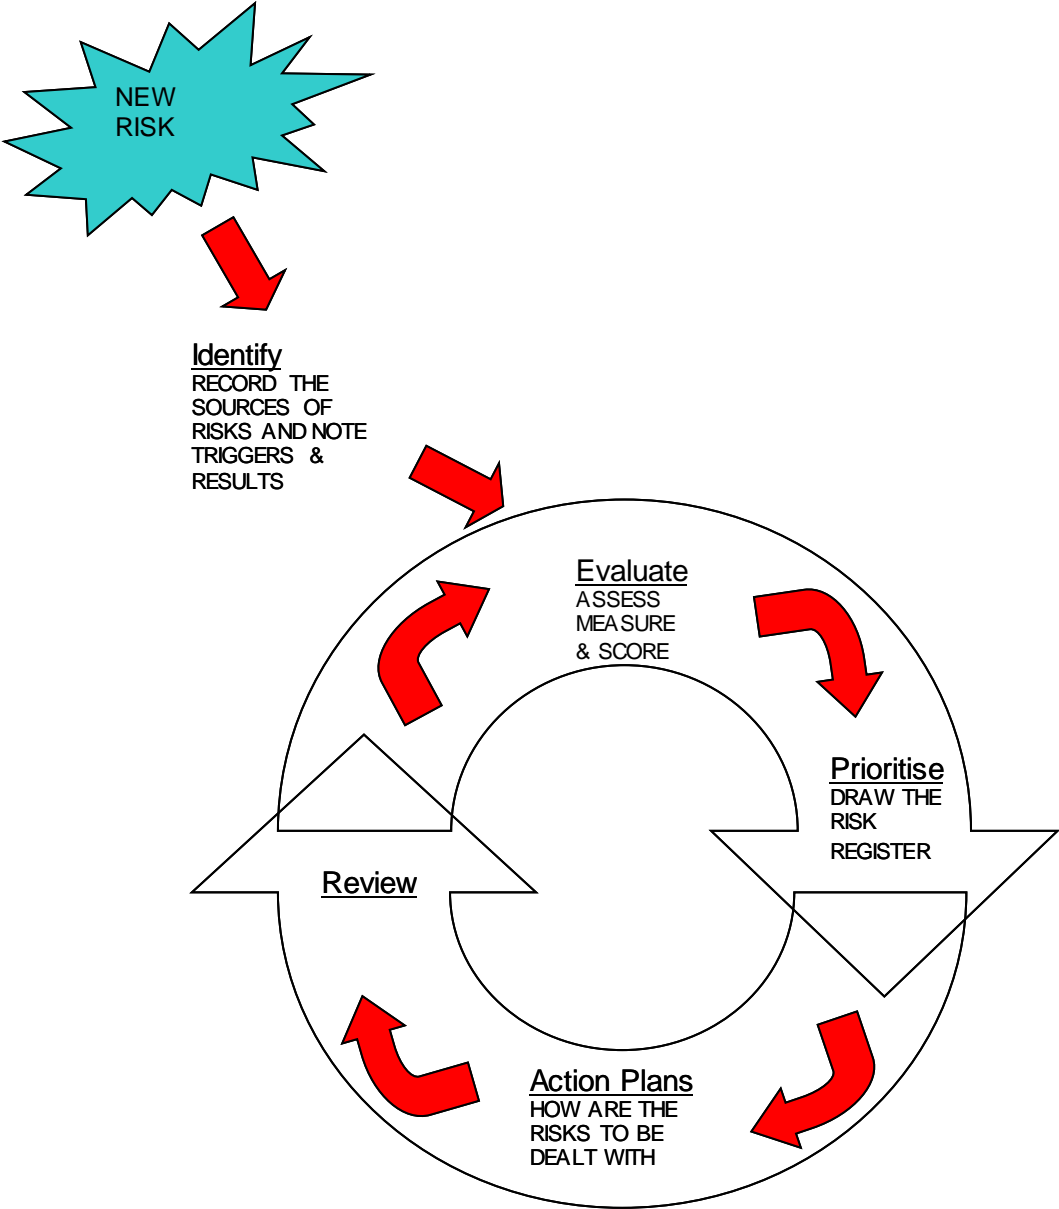 NEW
RISK
Identify
RECORD THE
SOURCES OF
RISKS AND NOTE
TRIGGERS &
RESULTS
Evaluate
ASSESS
MEASURE
& SCORE
Prioritise
DRAW THE
RISK
REGISTER
Review
Action Plans
HOW ARE THE
RISKS TO BE
DEALT WITH